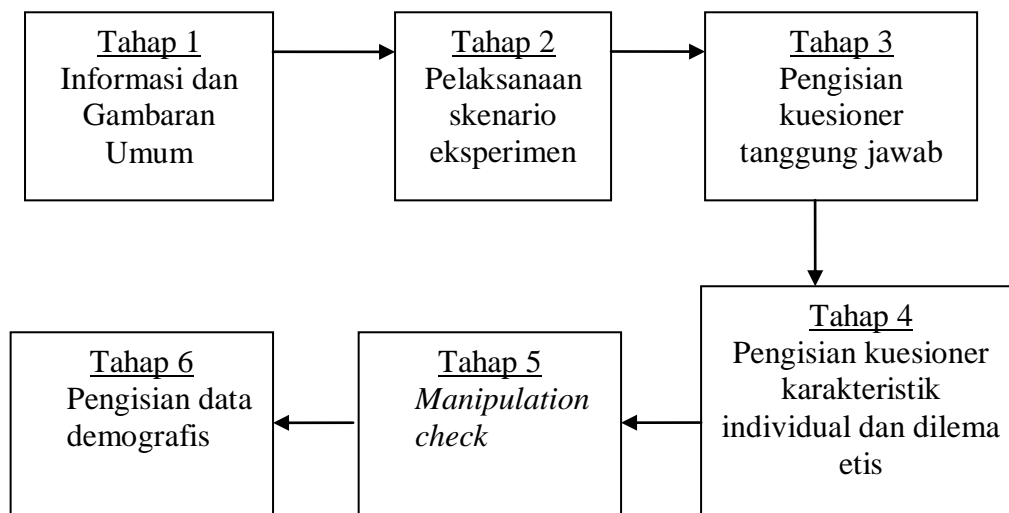 Tahap 1
Informasi dan
Gambaran
Umum
Tahap 2
Pelaksanaan
skenario
eksperimen
Tahap 3
Pengisian
kuesioner
tanggung jawab
Tahap 4
Pengisian kuesioner
karakteristik
individual dan dilema
etis
Tahap 5
Manipulation
check
Tahap 6
Pengisian data
demografis